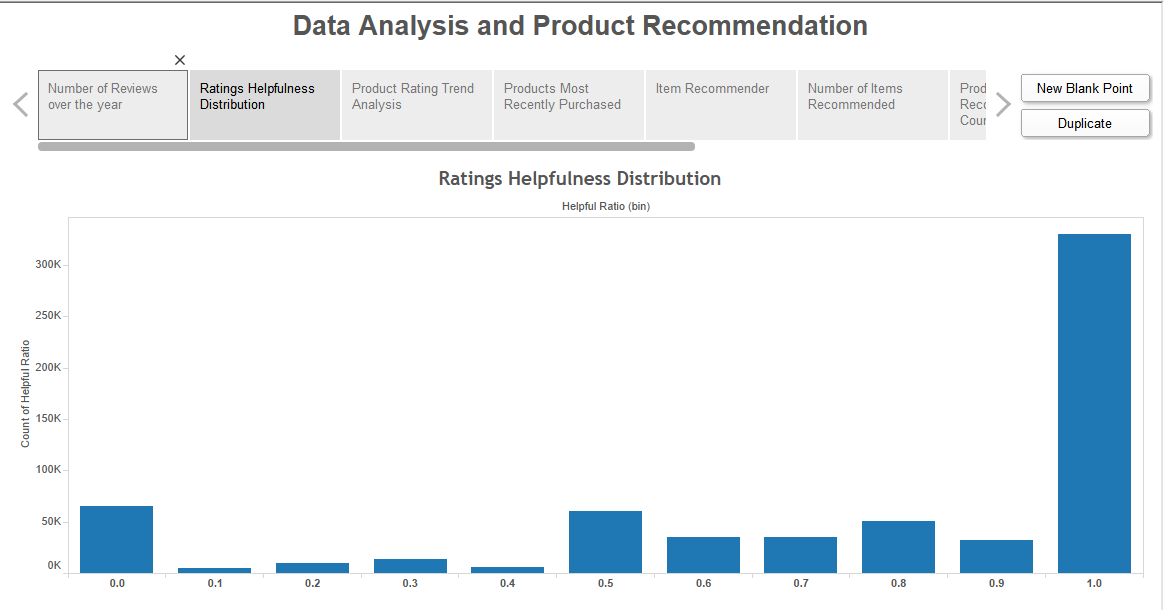 Data Analysis and Product Recommendation
Number of Reviews
over the year
Ratings Helpfulness
Distribution
Product Rating Trend
Analysis
Products Most
Recently Purchased
Item Recommender
Number of Items
Recommended
Prod
Reco
Cour
New Blank Point
Duplicate
Ratings Helpfulness Distribution
Helpful Ratio (bin)
Count of Helpful Ratio
300K
250K
200K
150K
100K
50K
0K
0.0 0.1 0.2 0.3 0.4 0.5 0.6 0.7 0.8 0.9 1.0